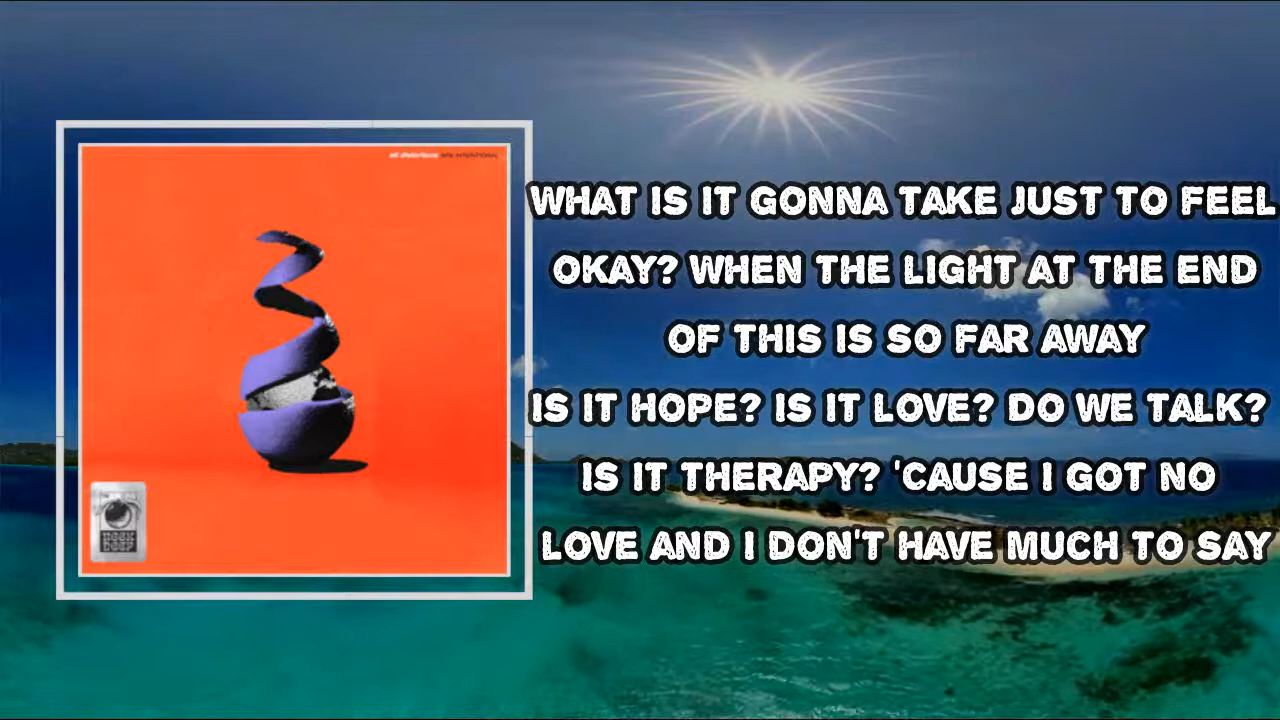 WHAT IS IT GONNA TAKE JUST TO FEEL
OKAY? WHEN THE LIGHT AT THE END
OF THIS IS SO FAR AWAY
IS IT HOPE? IS IT LOVE? DO WE TALK?
IS IT THERAPY? 'CAUSE I GOT NO
LOVE AND I DON'T HAVE MUCH TO SAY
NECK
DEEP